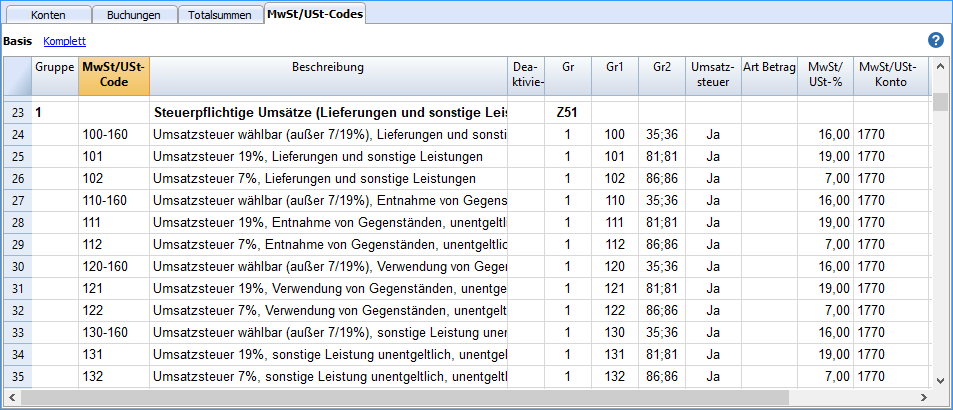 Konten Buchungen Totalsummen MwSt/USt-Codes
Basis Komplett ?
Gruppe MwSt/USt- Beschreibung Dea- Gr Gr1 Gr2 Umsatz- Art Betrag MwSt/ MwSt/USt-
Code ktivie- steuer USt-% Konto
23 1 Steuerpflichtige Umsätze (Lieferungen und sonstige Leis Z51
24 100-160 Umsatzsteuer wählbar (außer 7/19%), Lieferungen und sonsti 1 100 35;36 Ja 16,00 1770
25 101 Umsatzsteuer 19%, Lieferungen und sonstige Leistungen 1 101 81;81 Ja 19,00 1770
26 102 Umsatzsteuer 7%, Lieferungen und sonstige Leistungen 1 102 86;86 Ja 7,00 1770
27 110-160 Umsatzsteuer wählbar (außer 7/19%), Entnahme von Gegens 1 110 35;36 Ja 16,00 1770
28 111 Umsatzsteuer 19%, Entnahme von Gegenständen, unentgeltl 1 111 81;81 Ja 19,00 1770
29 112 Umsatzsteuer 7%, Entnahme von Gegenständen, unentgeltlic 1 112 86;86 Ja 7,00 1770
30 120-160 Umsatzsteuer wählbar (außer 7/19%), Verwendung von Gegen 1 120 35;36 Ja 16,00 1770
31 121 Umsatzsteuer 19%, Verwendung von Gegenständen, unentgel 1 121 81;81 Ja 19,00 1770
32 122 Umsatzsteuer 7%, Verwendung von Gegenständen, unentgelt 1 122 86;86 Ja 7,00 1770
33 130-160 Umsatzsteuer wählbar (außer 7/19%), sonstige Leistung unen 1 130 35;36 Ja 16,00 1770
34 131 Umsatzsteuer 19%, sonstige Leistung unentgeltlich, unentgel 1 131 81;81 Ja 19,00 1770
35 132 Umsatzsteuer 7%, sonstige Leistung unentgeltlich, unentgelt 1 132 86;86 Ja 7,00 1770